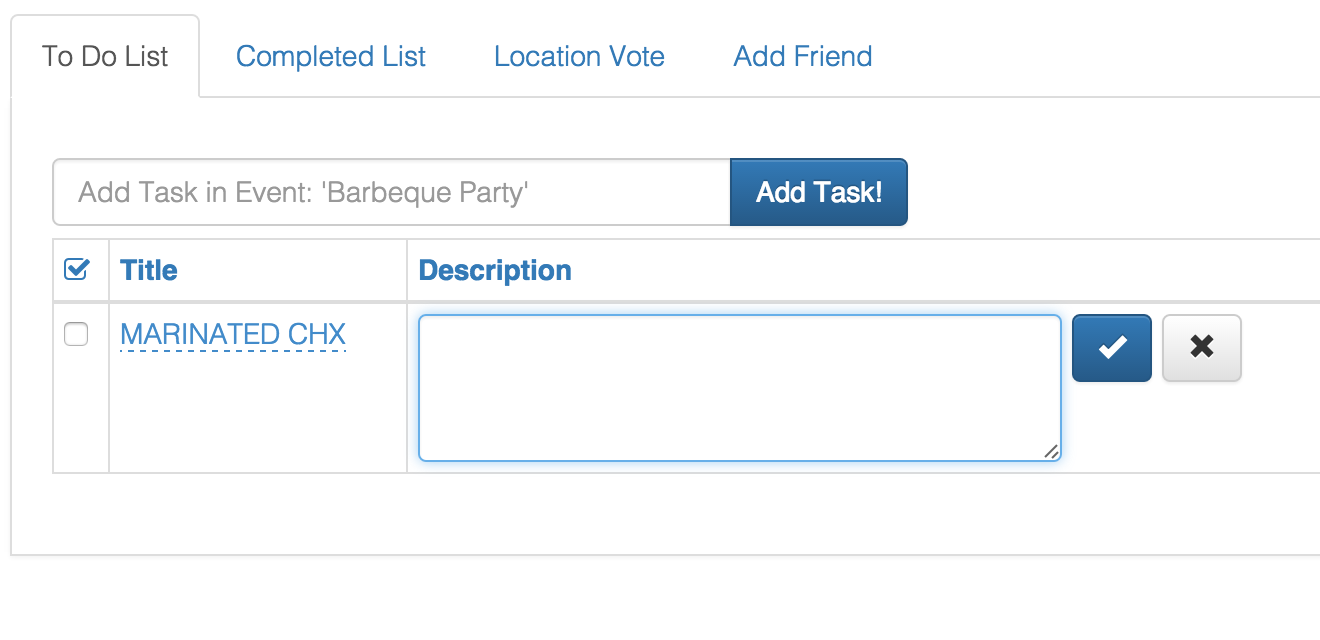 To Do List Completed List Location Vote Add Friend
Add Task in Event: 'Barbeque Party' Add Task!
Title Description
MARINATED CHX